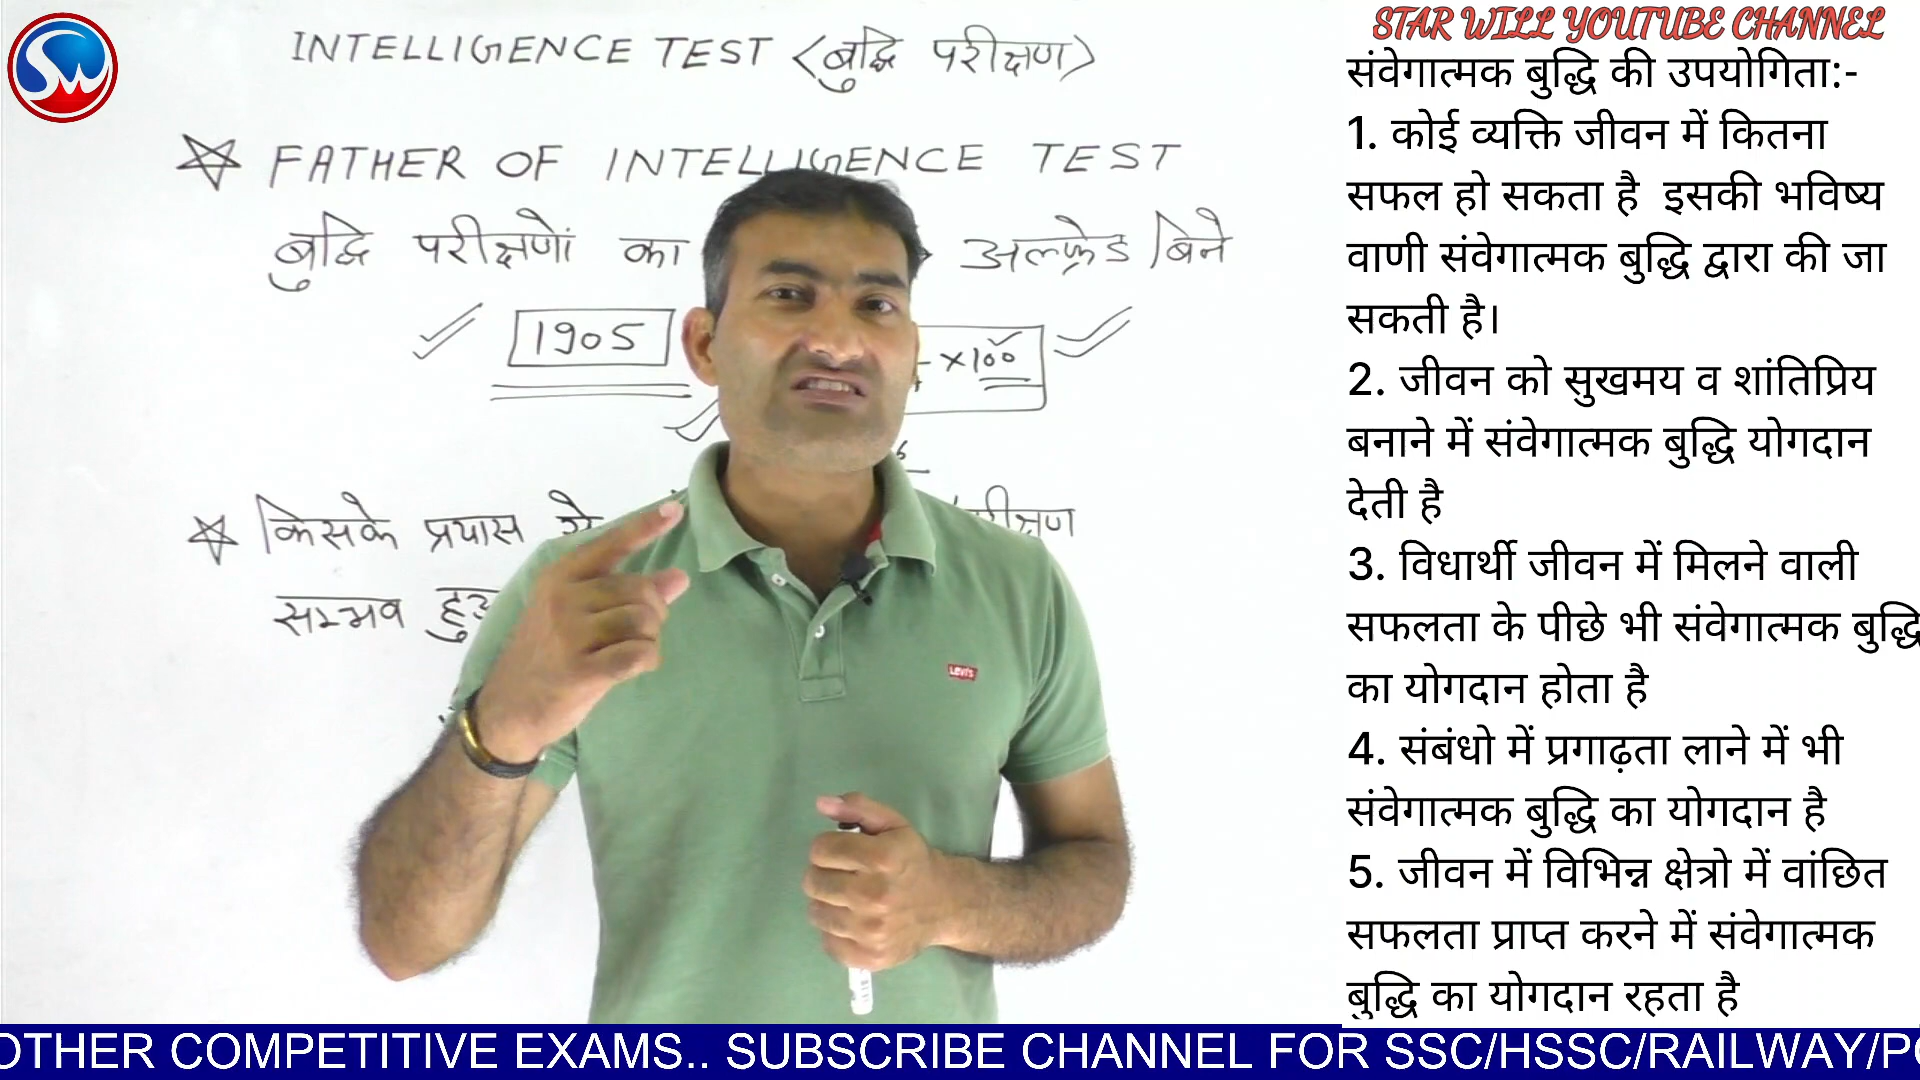 SW
INTELLIGENCE TEST (बुद्धि परीक्षण)
FATHER OF INTELLIGENCE TEST
बुद्धि परीक्षणों का अल्फ्रेड बिने
1905
×100
किसके प्रयास से
सम्भव
Levi's
STAR WILL YOUTUBE CHANNEL
संवेगात्मक बुद्धि की उपयोगिता:-
1. कोई व्यक्ति जीवन में कितना
सफल हो सकता है इसकी भविष्य
वाणी संवेगात्मक बुद्धि द्वारा की जा
सकती है।
2. जीवन को सुखमय व शांतिप्रिय
बनाने में संवेगात्मक बुद्धि योगदान
देती है
3. विधार्थी जीवन में मिलने वाली
सफलता के पीछे भी संवेगात्मक बुद्धि
का योगदान होता है
4. संबंधो में प्रगाढ़ता लाने में भी
संवेगात्मक बुद्धि का योगदान है
5. जीवन में विभिन्न क्षेत्रो में वांछित
सफलता प्राप्त करने में संवेगात्मक
बुद्धि का योगदान रहता है
OTHER COMPETITIVE EXAMS.. SUBSCRIBE CHANNEL FOR SSC/HSSC/RAILWAY/